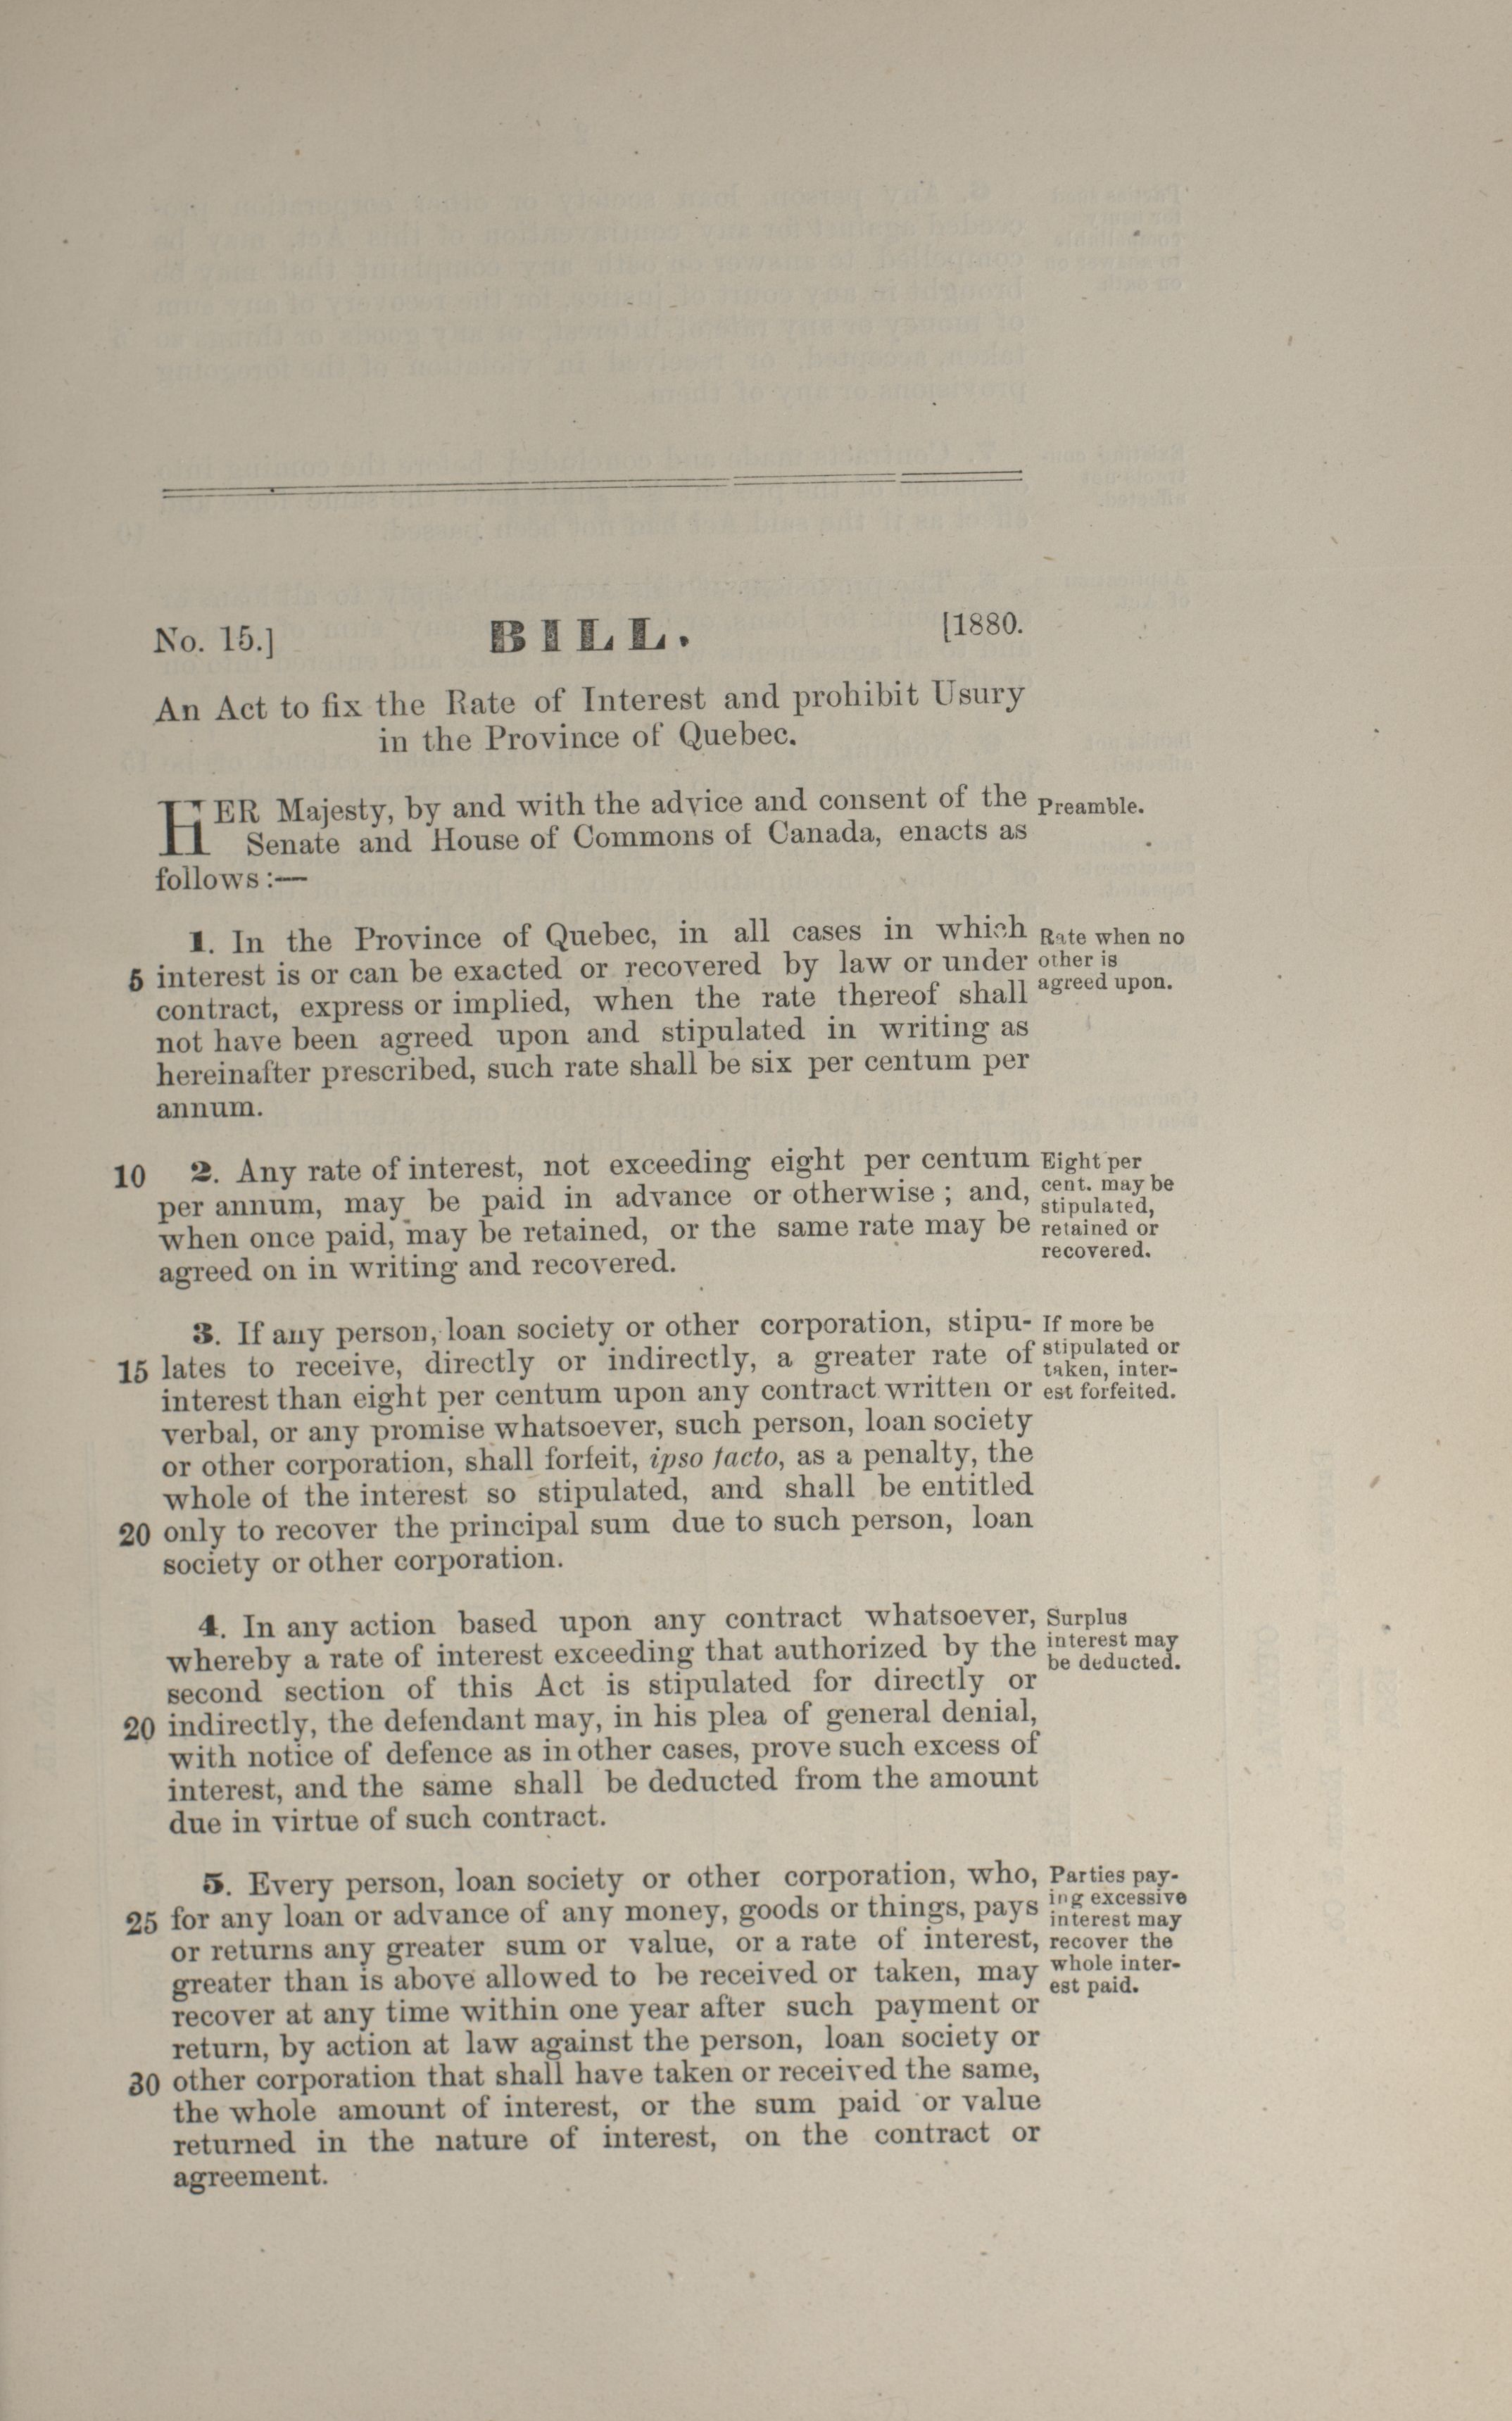 No. 15.] BILL. [1880.
An Act to fix the Rate of Interest and prohibit Usury
in the Province of Quebec.
HER Majesty, by and with the advice and consent of the
Senate and House of Commons of Canada, enacts as
follows :—
Preamble.
1. In the Province of Quebec, in all cases in which
5 interest is or can be exacted or recovered by law or under
contract, express or implied, when the rate thereof shall
not have been agreed upon and stipulated in writing as
hereinafter prescribed, such rate shall be six per centum per
annum.
Rate when no
other is
agreed upon.
10 2. Any rate of interest, not exceeding eight per centum
per annum, may be paid in advance or otherwise ; and,
when once paid, may be retained, or the same rate may be
agreed on in writing and recovered.
Eight per
cent. may be
stipulated,
retained or
recovered.
3. If any person, loan society or other corporation, stipu-
15 lates to receive, directly or indirectly, a greater rate of
interest than eight per centum upon any contract written or
verbal, or any promise whatsoever, such person, loan society
or other corporation, shall forfeit, ipso facto, as a penalty, the
whole of the interest so stipulated, and shall be entitled
20 only to recover the principal sum due to such person, loan
society or other corporation.
If more be
stipulated or
taken, inter-
est forfeited.
4. In any action based upon any contract whatsoever,
whereby a rate of interest exceeding that authorized by the
second section of this Act is stipulated for directly or
20 indirectly, the defendant may, in his plea of general denial,
with notice of defence as in other cases, prove such excess of
interest, and the same shall be deducted from the amount
due in virtue of such contract.
Surplus
interest may
be deducted.
5. Every person, loan society or other corporation, who,
25 for any loan or advance of any money, goods or things, pays
or returns any greater sum or value, or a rate of interest,
greater than is above allowed to be received or taken, may
recover at any time within one year after such payment or
return, by action at law against the person, loan society or
30 other corporation that shall have taken or received the same,
the whole amount of interest, or the sum paid or value
returned in the nature of interest, on the contract or
agreement.
Parties pay-
ing excessive
interest may
recover the
whole inter-
est paid.